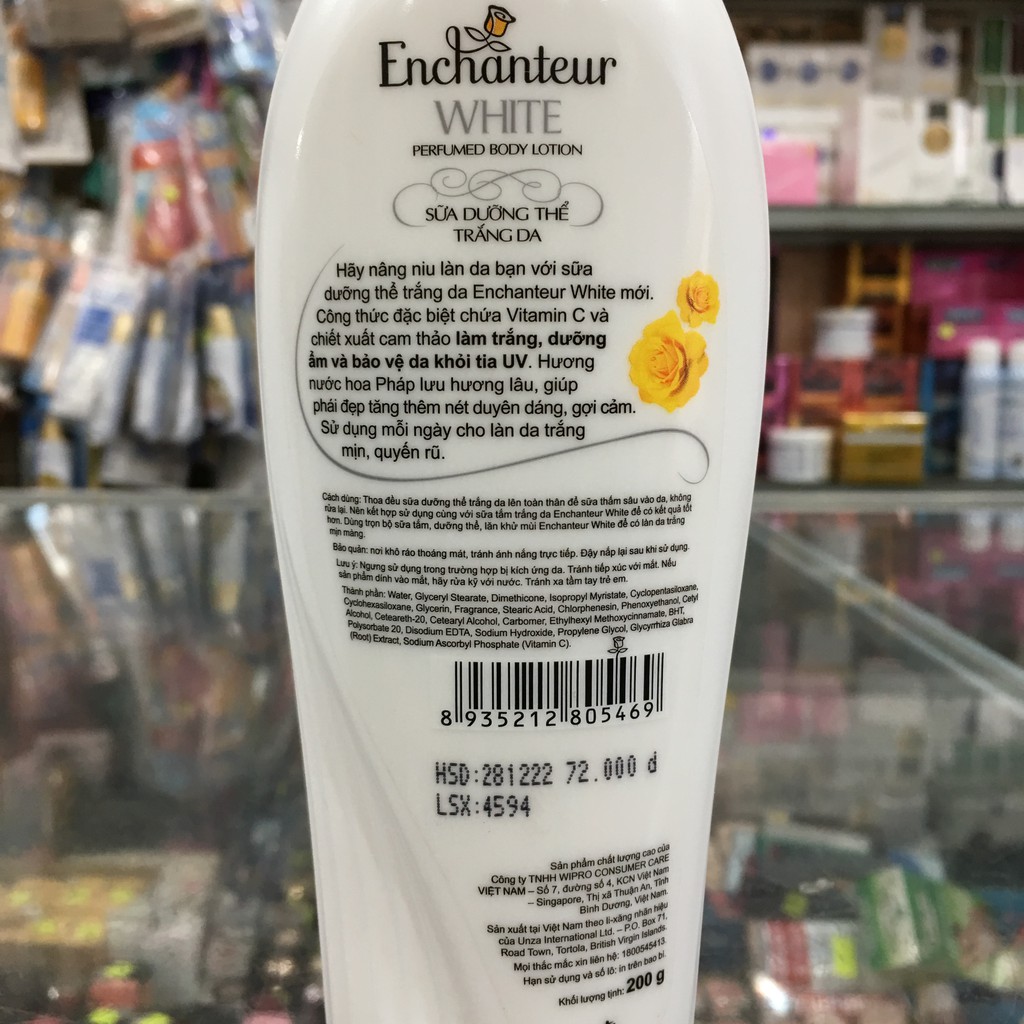 Enchanteur
WHITE
PERFUMED BODY LOTION
SỮA DƯỠNG THỂ
TRẮNG DA
Hãy nâng niu làn da bạn với sữa
dưỡng thể trắng da Enchanteur White mới.
Công thức đặc biệt chứa Vitamin C và
chiết xuất cam thảo làm trắng, dưỡng
ẩm và bảo vệ da khỏi tia UV. Hương
nước hoa Pháp lưu hương lâu, giúp
phái đẹp tăng thêm nét duyên dáng, gợi cảm.
Sử dụng mỗi ngày cho làn da trắng
mịn, quyến rũ.
Cách dùng: Thoa đều sữa dưỡng thể trắng da lên toàn thân để sữa thấm sâu vào da, không
rửa lại. Nên kết hợp sử dụng cùng với sữa tắm trắng da Enchanteur White để có kết quả tốt
hơn. Dùng trọn bộ sữa tắm, dưỡng thể, lăn khử mùi Enchanteur White để có làn da trắng
mịn màng.
Bảo quản: nơi khô ráo thoáng mát, tránh ánh nắng trực tiếp. Đậy nắp lại sau khi sử dụng.
Lưu ý: Ngưng sử dụng trong trường hợp bị kích ứng da. Tránh tiếp xúc với mắt. Nếu
sản phẩm dính vào mắt, hãy rửa kỹ với nước. Tránh xa tầm tay trẻ em.
Thành phần: Water, Glyceryl Stearate, Dimethicone, Isopropyl Myristate, Cyclopentasiloxane,
Cyclohexasiloxane, Glycerin, Fragrance, Stearic Acid, Chlorphenesin, Phenoxyethanol, Cetyl
Alcohol, Ceteareth-20, Cetearyl Alcohol, Carbomer, Ethylhexyl Methoxycinnamate, BHT,
Polysorbate 20, Disodium EDTA, Sodium Hydroxide, Propylene Glycol, Glycyrrhiza Glabra
(Root) Extract, Sodium Ascorbyl Phosphate (Vitamin C).
8 935212 805469
HSD:281222 72.000 đ
LSX:4594
Sản phẩm chất lượng cao của
Công ty TNHH WIPRO CONSUMER CARE
VIỆT NAM – Số 7, đường số 4, KCN Việt Nam
– Singapore, Thị xã Thuận An, Tỉnh
Bình Dương, Việt Nam.
Sản xuất tại Việt Nam theo li-xăng nhãn hiệu
của Unza International Ltd. – P.O. Box 71,
Road Town, Tortola, British Virgin Islands.
Mọi thắc mắc xin liên hệ: 1800545413.
Hạn sử dụng và số lô: in trên bao bì.
Khối lượng tịnh: 200 g